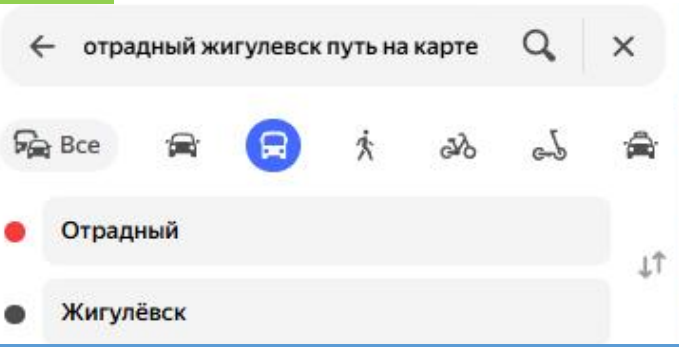 отрадный жигулевск путь на карте
Все
Отрадный
Жигулёвск